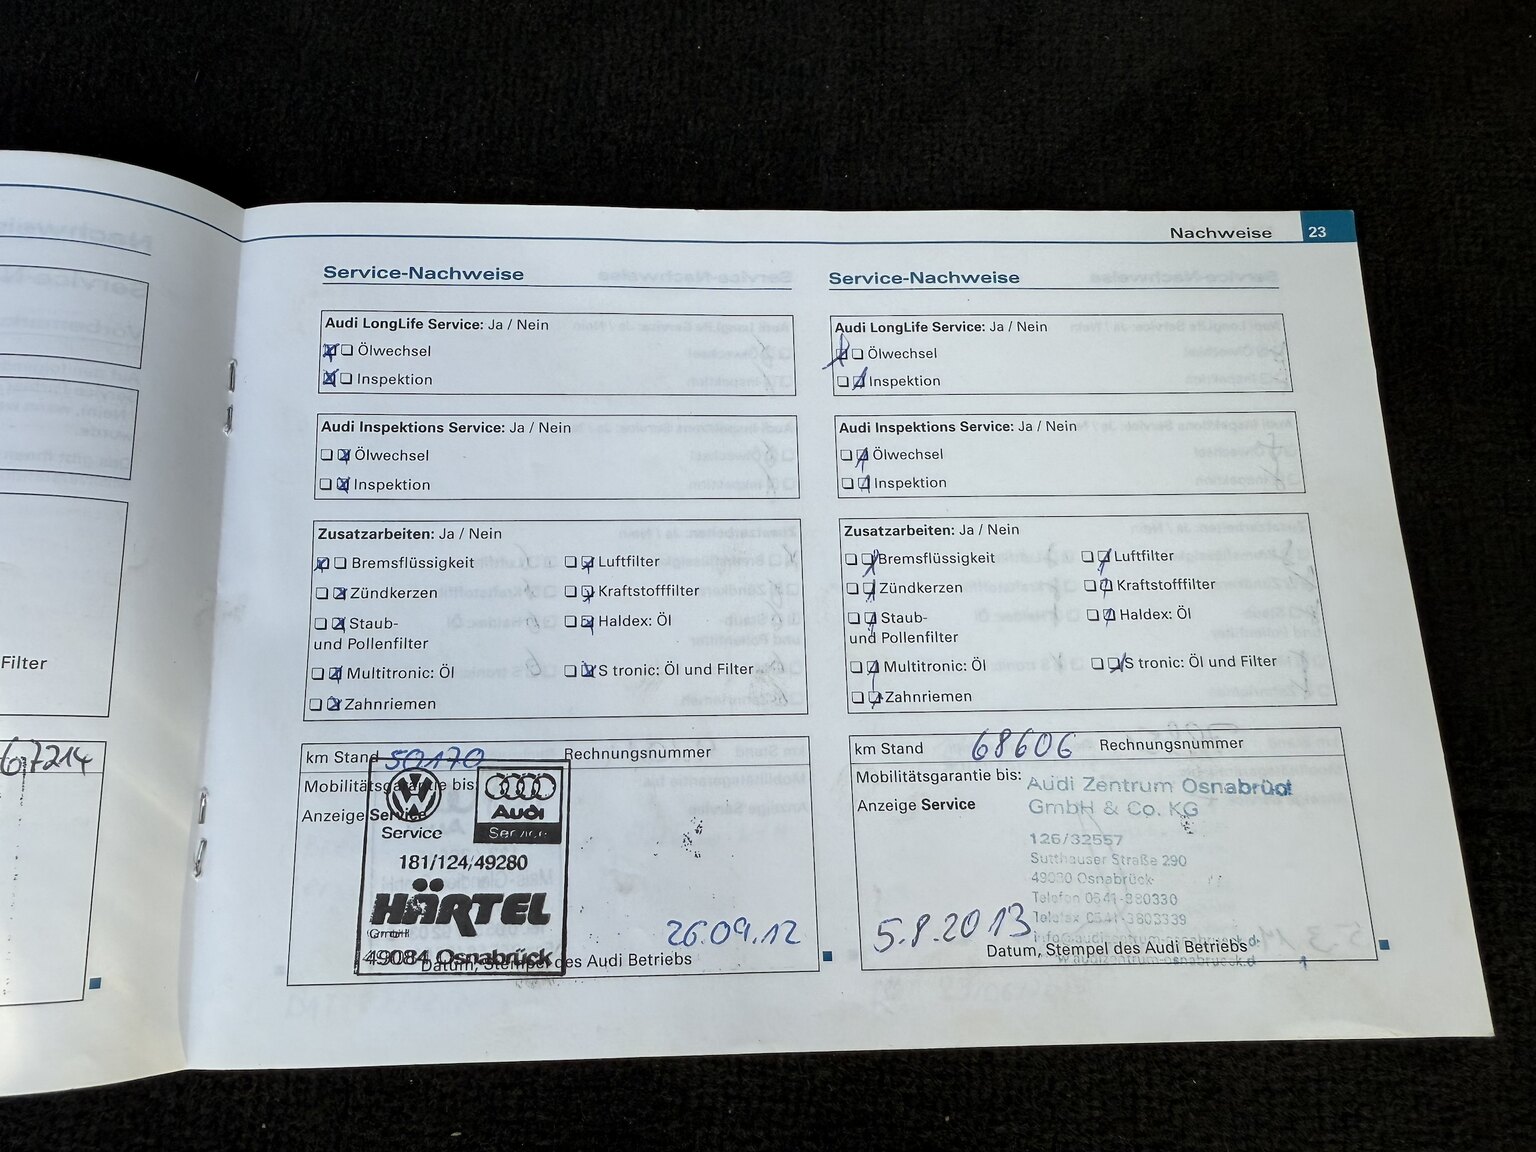 Filter
67214
Nachweise 23
Service-Nachweise
Audi LongLife Service: Ja / Nein
Ölwechsel
Inspektion
Audi Inspektions Service: Ja / Nein
Ölwechsel
Inspektion
Zusatzarbeiten: Ja / Nein
Bremsflüssigkeit Luftfilter
Zündkerzen Kraftstofffilter
Staub- Haldex: Öl
und Pollenfilter
Multitronic: Öl S tronic: Öl und Filter
Zahnriemen
km Stand 50170 Rechnungsnummer
Mobilitätsgarantie bis:
Anzeige Service
Audi
Service Service
181/124/49280
HÄRTEL
GmbH
26.09.12
49084 Osnabrück
Datum, Stempel des Audi Betriebs
Service-Nachweise
Audi LongLife Service: Ja / Nein
Ölwechsel
Inspektion
Audi Inspektions Service: Ja / Nein
Ölwechsel
Inspektion
Zusatzarbeiten: Ja / Nein
Bremsflüssigkeit Luftfilter
Zündkerzen Kraftstofffilter
Staub- Haldex: Öl
und Pollenfilter
Multitronic: Öl S tronic: Öl und Filter
Zahnriemen
km Stand 68606 Rechnungsnummer
Mobilitätsgarantie bis:
Anzeige Service
Audi Zentrum Osnabrück
GmbH & Co. KG
126/32557
Sutthauser Straße 290
49080 Osnabrück
Telefon 0541-380330
Telefax 0541-3803339
5.8.2013
Datum, Stempel des Audi Betriebs